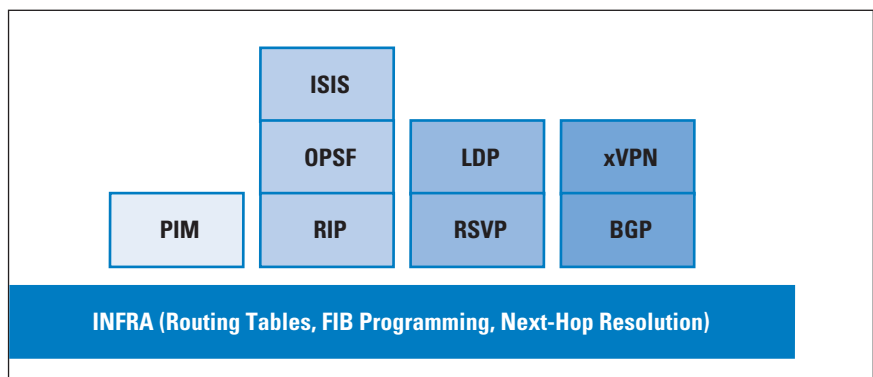 ISIS
OPSF
LDP
xVPN
PIM
RIP
RSVP
BGP
INFRA (Routing Tables, FIB Programming, Next-Hop Resolution)